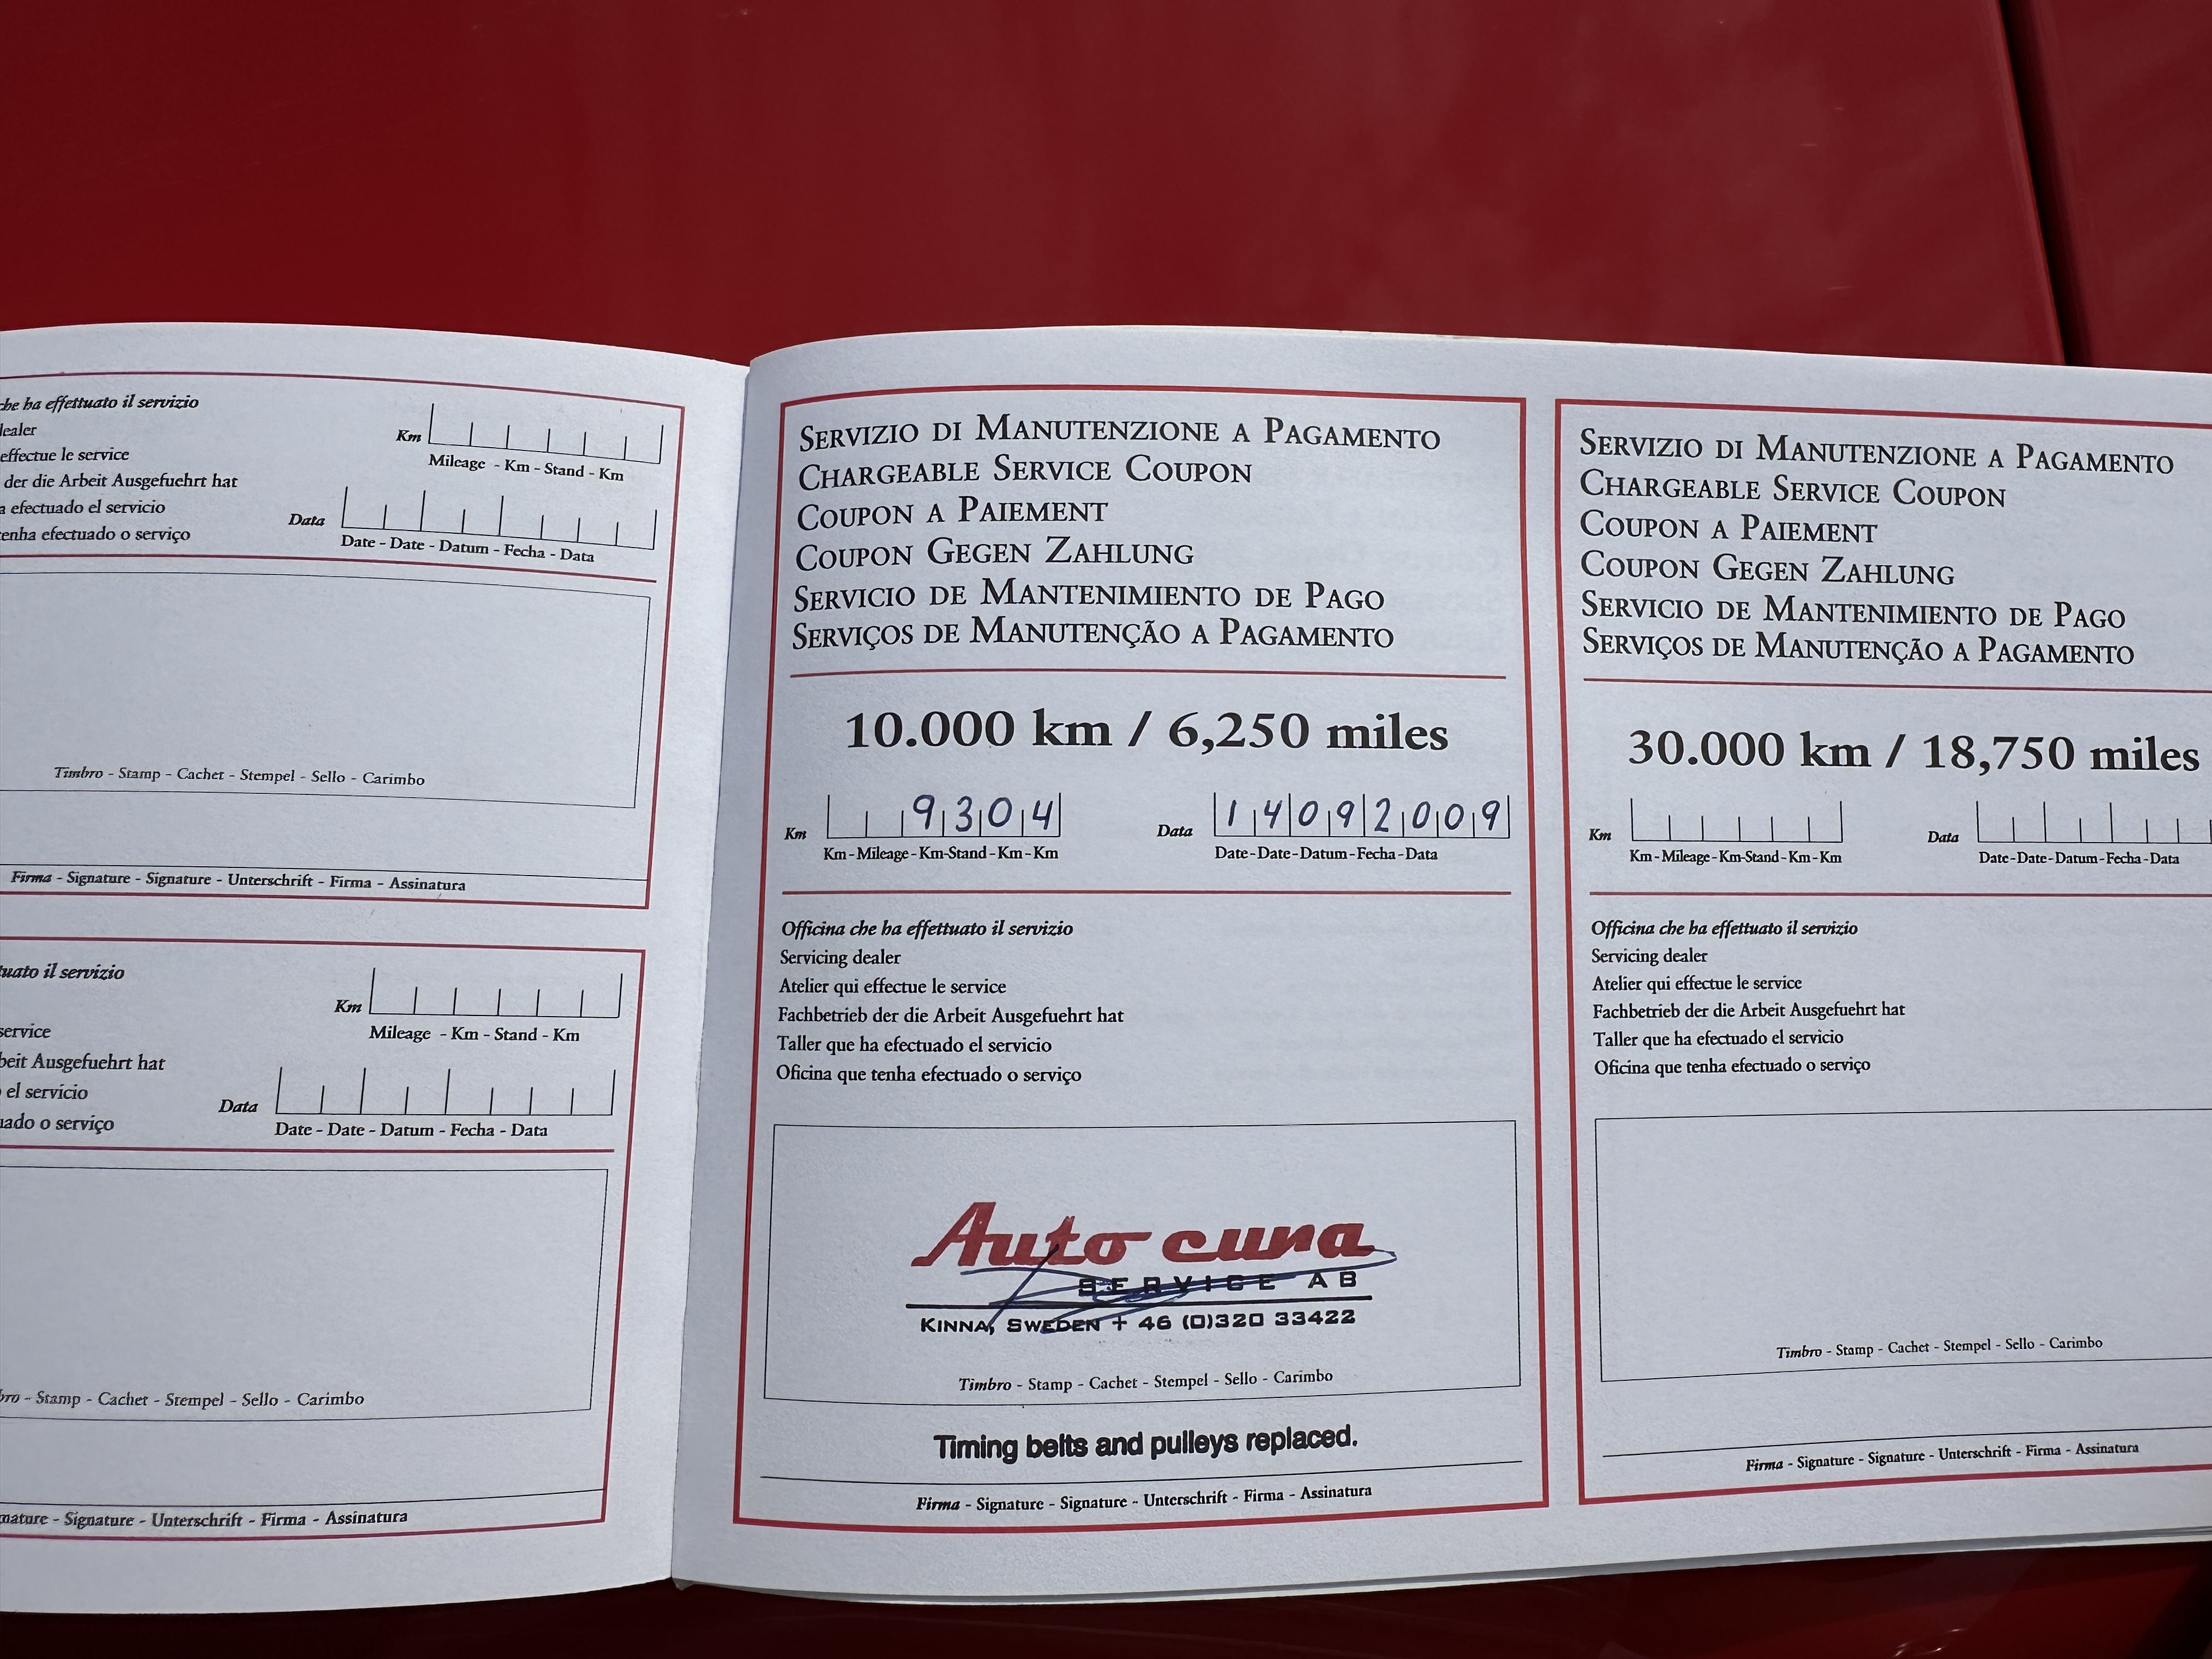 che ha effettuato il servizio
dealer
effectue le service
der die Arbeit Ausgefuehrt hat
efectuado el servicio
tenha efectuado o serviço
Km
Mileage - Km - Stand - Km
Data
Date - Date - Datum - Fecha - Data
Timbro - Stamp - Cachet - Stempel - Sello - Carimbo
Firma - Signature - Signature - Unterschrift - Firma - Assinatura
il servizio
service
Ausgefuehrt hat
el servicio
o serviço
Km
Mileage - Km - Stand - Km
Data
Date - Date - Datum - Fecha - Data
- Stamp - Cachet - Stempel - Sello - Carimbo
- Signature - Unterschrift - Firma - Assinatura
SERVIZIO DI MANUTENZIONE A PAGAMENTO
CHARGEABLE SERVICE COUPON
COUPON A PAIEMENT
COUPON GEGEN ZAHLUNG
SERVICIO DE MANTENIMIENTO DE PAGO
SERVIÇOS DE MANUTENÇÃO A PAGAMENTO
10.000 km / 6,250 miles
Km 9304
Km-Mileage-Km-Stand-Km-Km
Data 14092009
Date-Date-Datum-Fecha-Data
Officina che ha effettuato il servizio
Servicing dealer
Atelier qui effectue le service
Fachbetrieb der die Arbeit Ausgefuehrt hat
Taller que ha efectuado el servicio
Oficina que tenha efectuado o serviço
Auto cura
SERVICE AB
KINNA, SWEDEN + 46 (0)320 33422
Timbro - Stamp - Cachet - Stempel - Sello - Carimbo
Timing belts and pulleys replaced.
Firma - Signature - Signature - Unterschrift - Firma - Assinatura
SERVIZIO DI MANUTENZIONE A PAGAMENTO
CHARGEABLE SERVICE COUPON
COUPON A PAIEMENT
COUPON GEGEN ZAHLUNG
SERVICIO DE MANTENIMIENTO DE PAGO
SERVIÇOS DE MANUTENÇÃO A PAGAMENTO
30.000 km / 18,750 miles
Km
Km-Mileage-Km-Stand-Km-Km
Data
Date-Date-Datum-Fecha-Data
Officina che ha effettuato il servizio
Servicing dealer
Atelier qui effectue le service
Fachbetrieb der die Arbeit Ausgefuehrt hat
Taller que ha efectuado el servicio
Oficina que tenha efectuado o serviço
Timbro - Stamp - Cachet - Stempel - Sello - Carimbo
Firma - Signature - Signature - Unterschrift - Firma - Assinatura